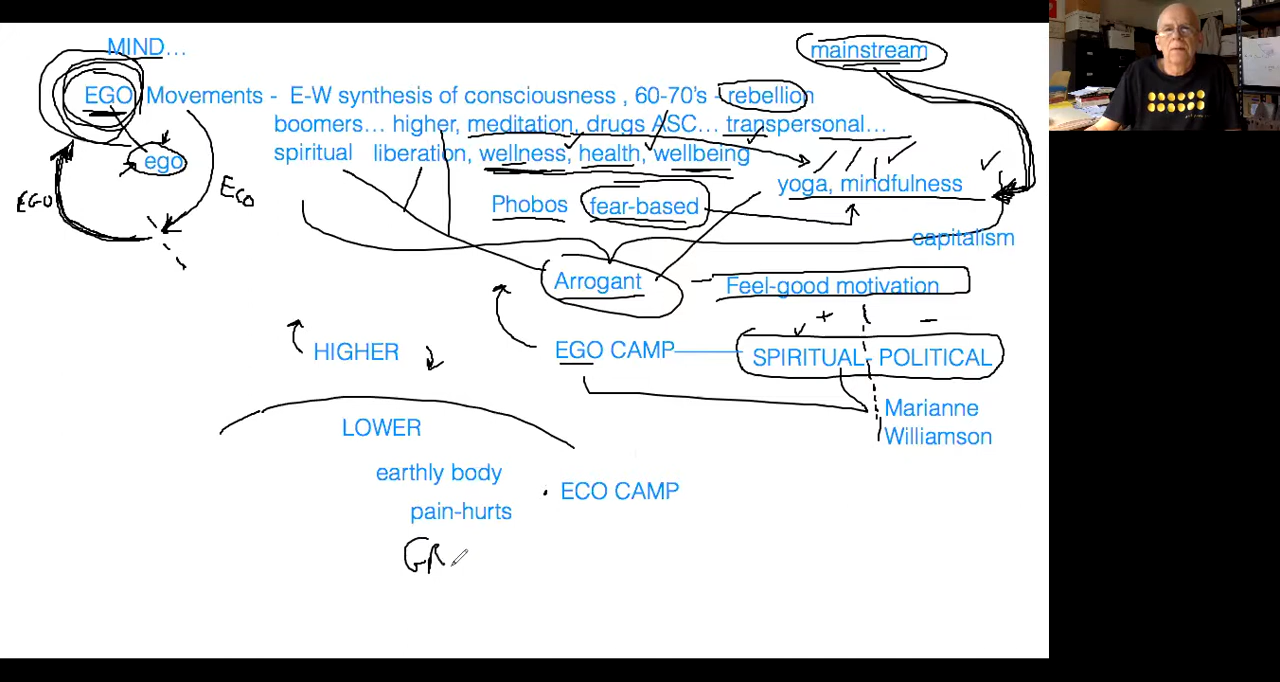 MIND...
mainstream
EGO Movements - E-W synthesis of consciousness , 60-70's - rebellion
boomers... higher, meditation, drugs ASC... transpersonal...
ego
spiritual liberation, wellness, health, wellbeing
yoga, mindfulness
EGO
ECO
Phobos fear-based
capitalism
Arrogant
Feel-good motivation
+ -
HIGHER
EGO CAMP
SPIRITUAL - POLITICAL
LOWER
Marianne
Williamson
earthly body
ECO CAMP
pain-hurts
GR